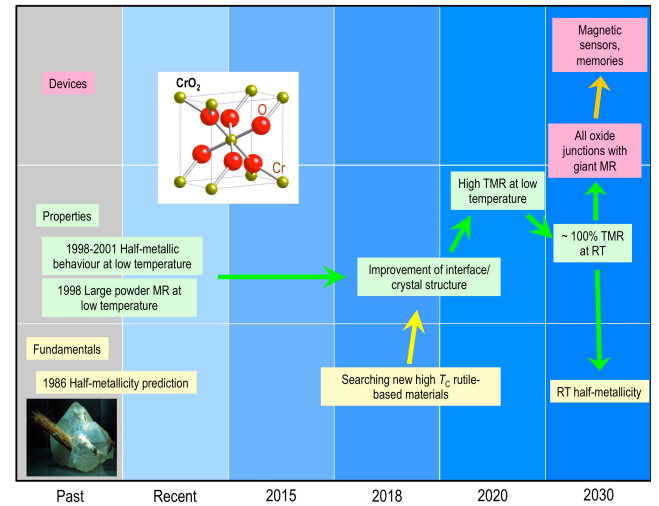 Magnetic
sensors,
memories
Devices
CrO2
O
Cr
All oxide
junctions with
giant MR
High TMR at low
temperature
Properties
1998-2001 Half-metallic
behaviour at low temperature
1998 Large powder MR at
low temperature
Improvement of interface/
crystal structure
~ 100% TMR
at RT
Fundamentals
1986 Half-metallicity prediction
Searching new high TC rutile-
based materials
RT half-metallicity
Past
Recent
2015
2018
2020
2030